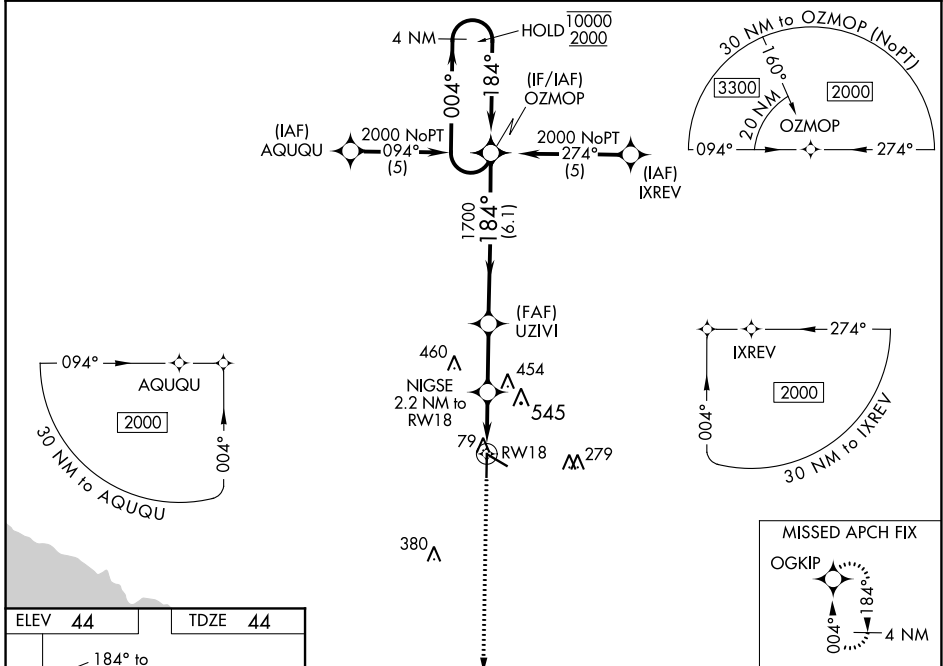 HOLD 10000
2000
4 NM
004°
184°
(IF/IAF)
OZMOP
(IAF)
AQUQU
2000 NoPT
094°
(5)
2000 NoPT
274°
(5)
(IAF)
IXREV
1700
184°
(6.1)
30 NM to OZMOP (NoPT)
3300
160°
2000
20 NM
OZMOP
094°
274°
(FAF)
UZIVI
460
454
NIGSE
2.2 NM to
RW18
545
79
RW18
279
380
094°
AQUQU
2000
004°
30 NM to AQUQU
274°
IXREV
2000
004°
30 NM to IXREV
MISSED APCH FIX
OGKIP
184°
004°
4 NM
ELEV 44
TDZE 44
184° to